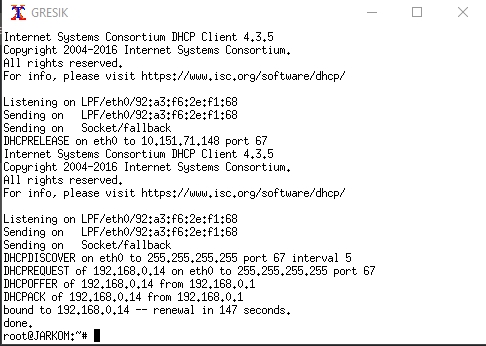 GRESIK
Internet Systems Consortium DHCP Client 4.3.5
Copyright 2004-2016 Internet Systems Consortium.
All rights reserved.
For info, please visit https://www.isc.org/software/dhcp/
Listening on LPF/eth0/92:a3:f6:2e:f1:68
Sending on   LPF/eth0/92:a3:f6:2e:f1:68
Sending on   Socket/fallback
DHCPRELEASE on eth0 to 10.151.71.148 port 67
Internet Systems Consortium DHCP Client 4.3.5
Copyright 2004-2016 Internet Systems Consortium.
All rights reserved.
For info, please visit https://www.isc.org/software/dhcp/
Listening on LPF/eth0/92:a3:f6:2e:f1:68
Sending on   LPF/eth0/92:a3:f6:2e:f1:68
Sending on   Socket/fallback
DHCPDISCOVER on eth0 to 255.255.255.255 port 67 interval 5
DHCPREQUEST of 192.168.0.14 on eth0 to 255.255.255.255 port 67
DHCPOFFER of 192.168.0.14 from 192.168.0.1
DHCPACK of 192.168.0.14 from 192.168.0.1
bound to 192.168.0.14 -- renewal in 147 seconds.
done.
root@JARKOM:~#